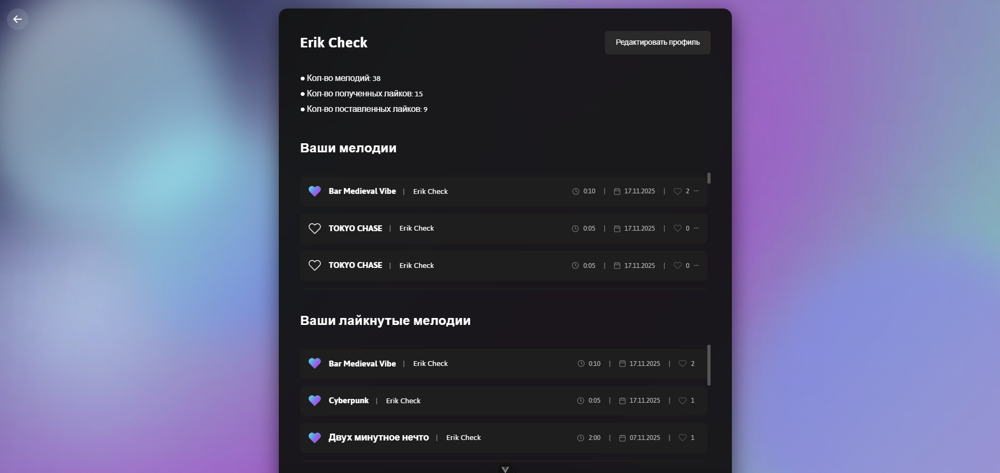 Erik Check
Редактировать профиль
● Кол-во мелодий: 38
● Кол-во полученных лайков: 15
● Кол-во поставленных лайков: 9
Ваши мелодии
Bar Medieval Vibe | Erik Check 0:10 | 17.11.2025 | 2 ...
TOKYO CHASE | Erik Check 0:05 | 17.11.2025 | 0 ...
TOKYO CHASE | Erik Check 0:05 | 17.11.2025 | 0 ...
Ваши лайкнутые мелодии
Bar Medieval Vibe | Erik Check 0:10 | 17.11.2025 | 2
Cyberpunk | Erik Check 0:05 | 17.11.2025 | 1
Двух минутное нечто | Erik Check 2:00 | 07.11.2025 | 1